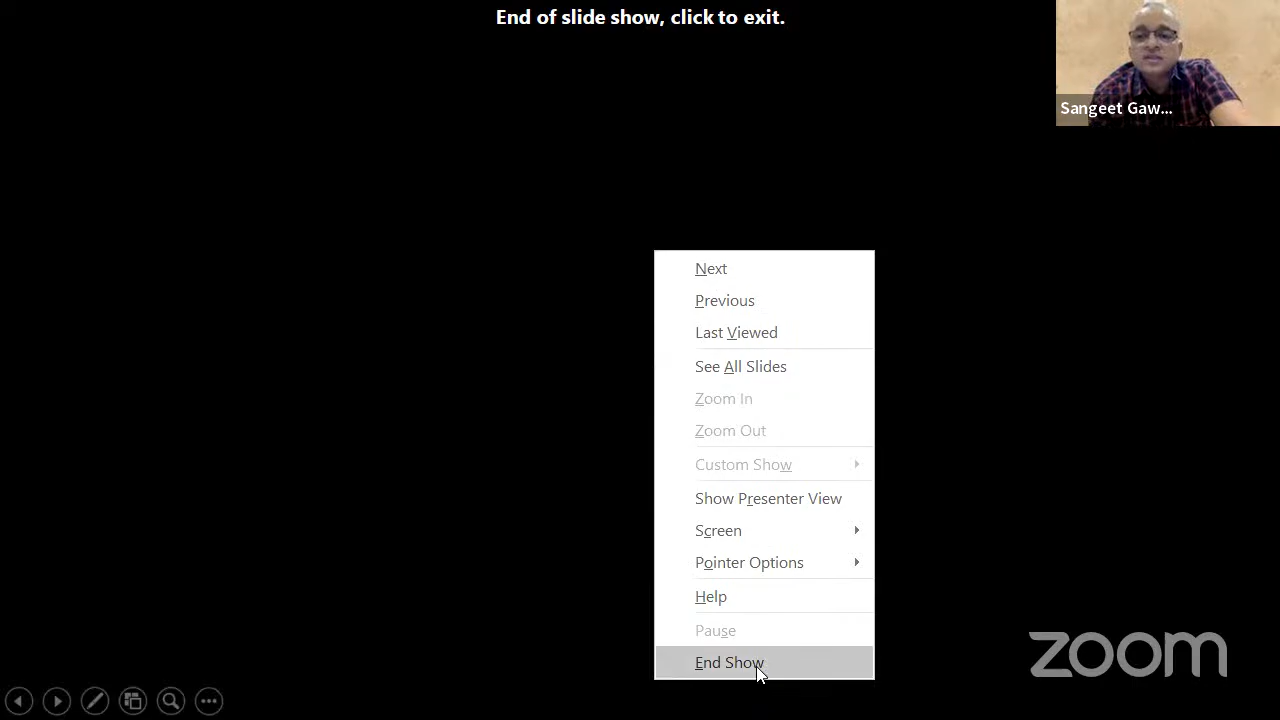 End of slide show, click to exit.
Sangeet Gaw...
Next
Previous
Last Viewed
See All Slides
Zoom In
Zoom Out
Custom Show
Show Presenter View
Screen
Pointer Options
Help
Pause
End Show
zoom